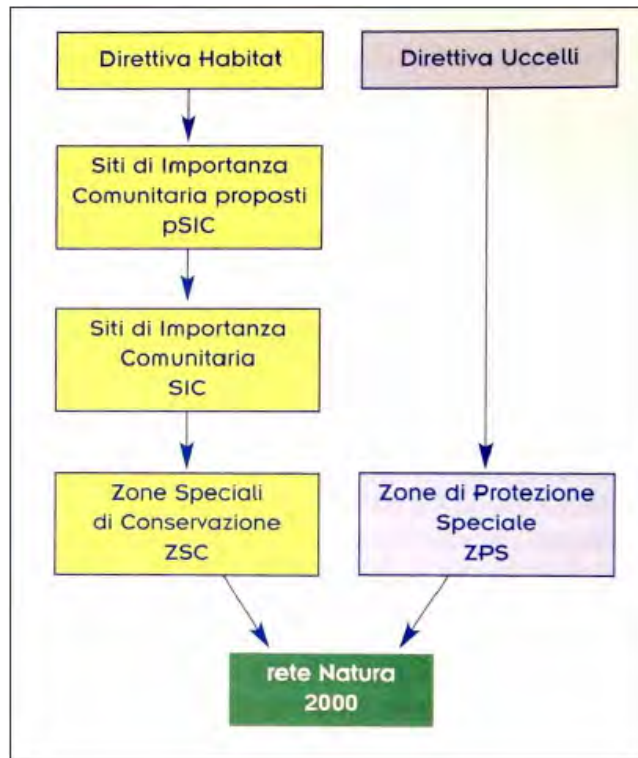 Direttiva Habitat
Direttiva Uccelli
Siti di Importanza
Comunitaria proposti
pSIC
Siti di Importanza
Comunitaria
SIC
Zone Speciali
di Conservazione
ZSC
Zone di Protezione
Speciale
ZPS
rete Natura
2000